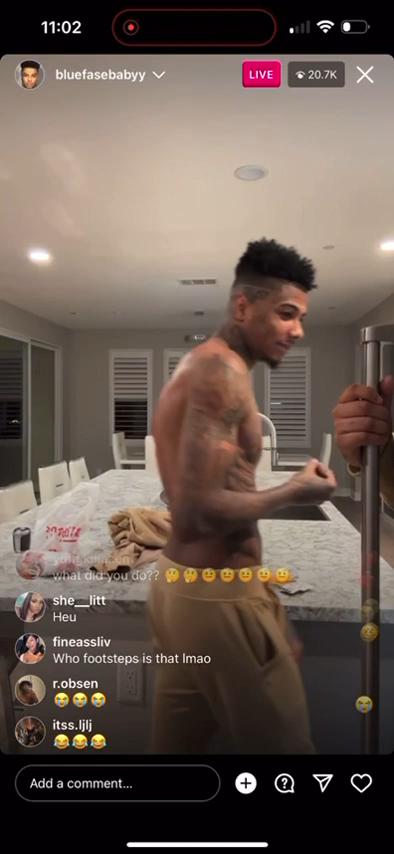 11:02
bluefasebabyy
LIVE
20.7K
what did you do?? 🤔🤔🤨🤨🤨🤨🤨
she__litt
Heu
fineassliv
Who footsteps is that lmao
r.obsen
😭😭😭
itss.ljlj
😂😂😂
Add a comment…